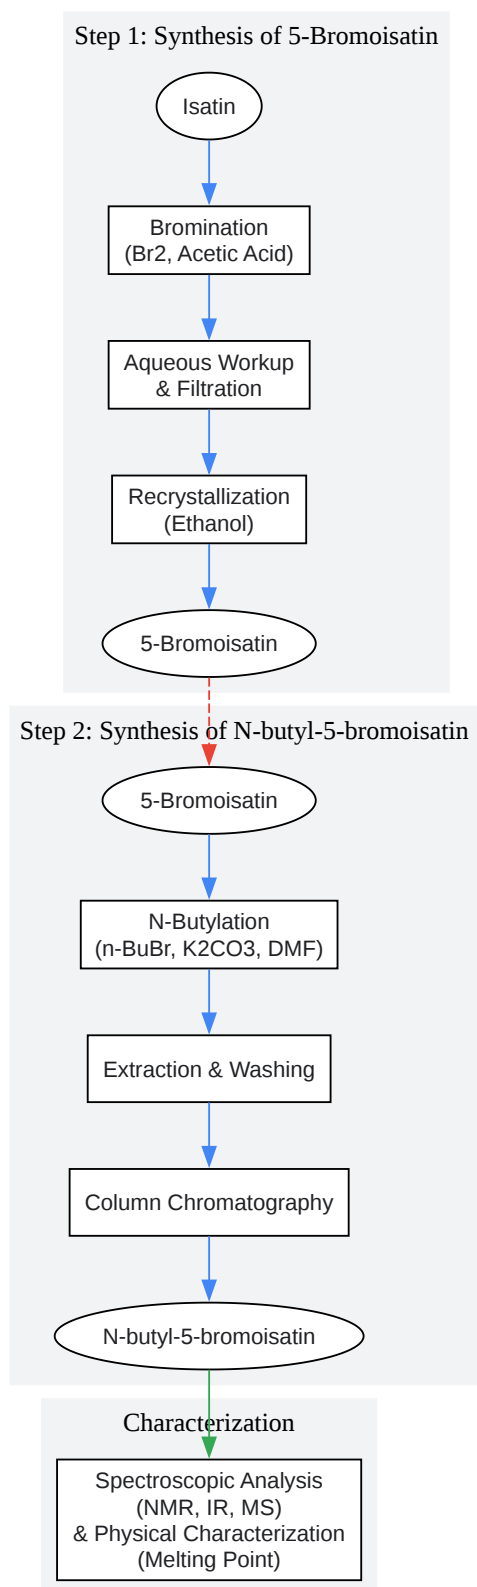 Step 1: Synthesis of 5-Bromoisatin
Isatin
Bromination
(Br2, Acetic Acid)
Aqueous Workup
& Filtration
Recrystallization
(Ethanol)
5-Bromoisatin
Step 2: Synthesis of N-butyl-5-bromoisatin
5-Bromoisatin
N-Butylation
(n-BuBr, K2CO3, DMF)
Extraction & Washing
Column Chromatography
N-butyl-5-bromoisatin
Characterization
Spectroscopic Analysis
(NMR, IR, MS)
& Physical Characterization
(Melting Point)